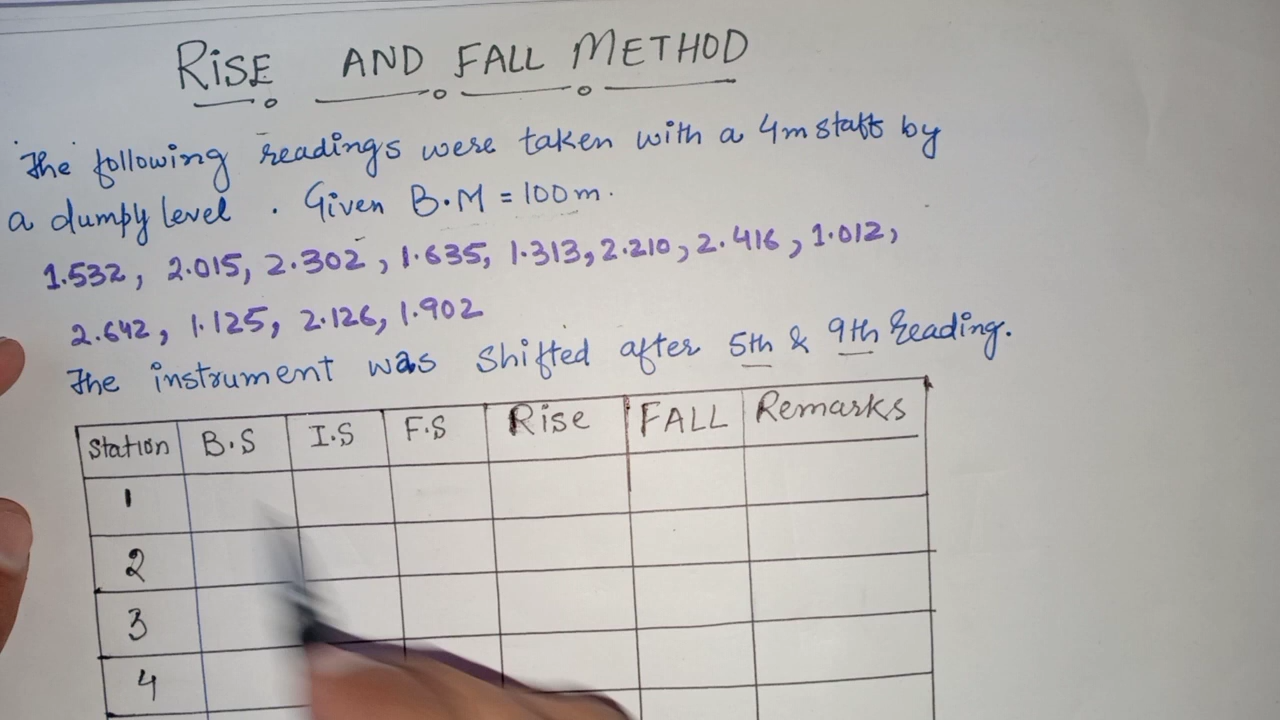 RiSE AND FALL METHOD
The following readings were taken with a 4m staff by
a dumpy level. Given B.M = 100m.
1.532, 2.015, 2.302, 1.635, 1.313, 2.210, 2.416, 1.012,
2.642, 1.125, 2.126, 1.902
The instrument was Shifted after 5th & 9th Reading.
Station B.S I.S F.S Rise FALL Remarks
1
2
3
4